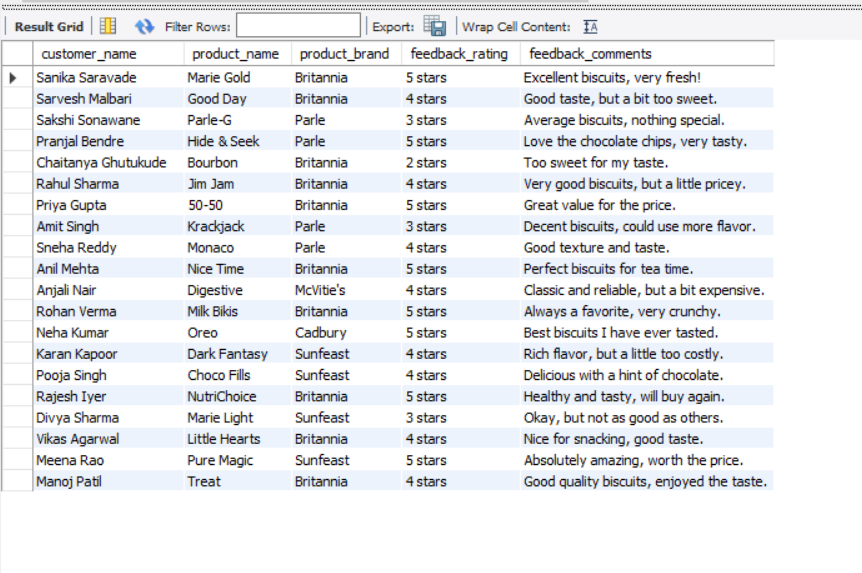 Result Grid Filter Rows: Export: Wrap Cell Content: IA
customer_name product_name product_brand feedback_rating feedback_comments
Sanika Saravade Marie Gold Britannia 5 stars Excellent biscuits, very fresh!
Sarvesh Malbari Good Day Britannia 4 stars Good taste, but a bit too sweet.
Sakshi Sonawane Parle-G Parle 3 stars Average biscuits, nothing special.
Pranjal Bendre Hide & Seek Parle 5 stars Love the chocolate chips, very tasty.
Chaitanya Ghutukude Bourbon Britannia 2 stars Too sweet for my taste.
Rahul Sharma Jim Jam Britannia 4 stars Very good biscuits, but a little pricey.
Priya Gupta 50-50 Britannia 5 stars Great value for the price.
Amit Singh Krackjack Parle 3 stars Decent biscuits, could use more flavor.
Sneha Reddy Monaco Parle 4 stars Good texture and taste.
Anil Mehta Nice Time Britannia 5 stars Perfect biscuits for tea time.
Anjali Nair Digestive McVitie's 4 stars Classic and reliable, but a bit expensive.
Rohan Verma Milk Bikis Britannia 5 stars Always a favorite, very crunchy.
Neha Kumar Oreo Cadbury 5 stars Best biscuits I have ever tasted.
Karan Kapoor Dark Fantasy Sunfeast 4 stars Rich flavor, but a little too costly.
Pooja Singh Choco Fills Sunfeast 4 stars Delicious with a hint of chocolate.
Rajesh Iyer NutriChoice Britannia 5 stars Healthy and tasty, will buy again.
Divya Sharma Marie Light Sunfeast 3 stars Okay, but not as good as others.
Vikas Agarwal Little Hearts Britannia 4 stars Nice for snacking, good taste.
Meena Rao Pure Magic Sunfeast 5 stars Absolutely amazing, worth the price.
Manoj Patil Treat Britannia 4 stars Good quality biscuits, enjoyed the taste.